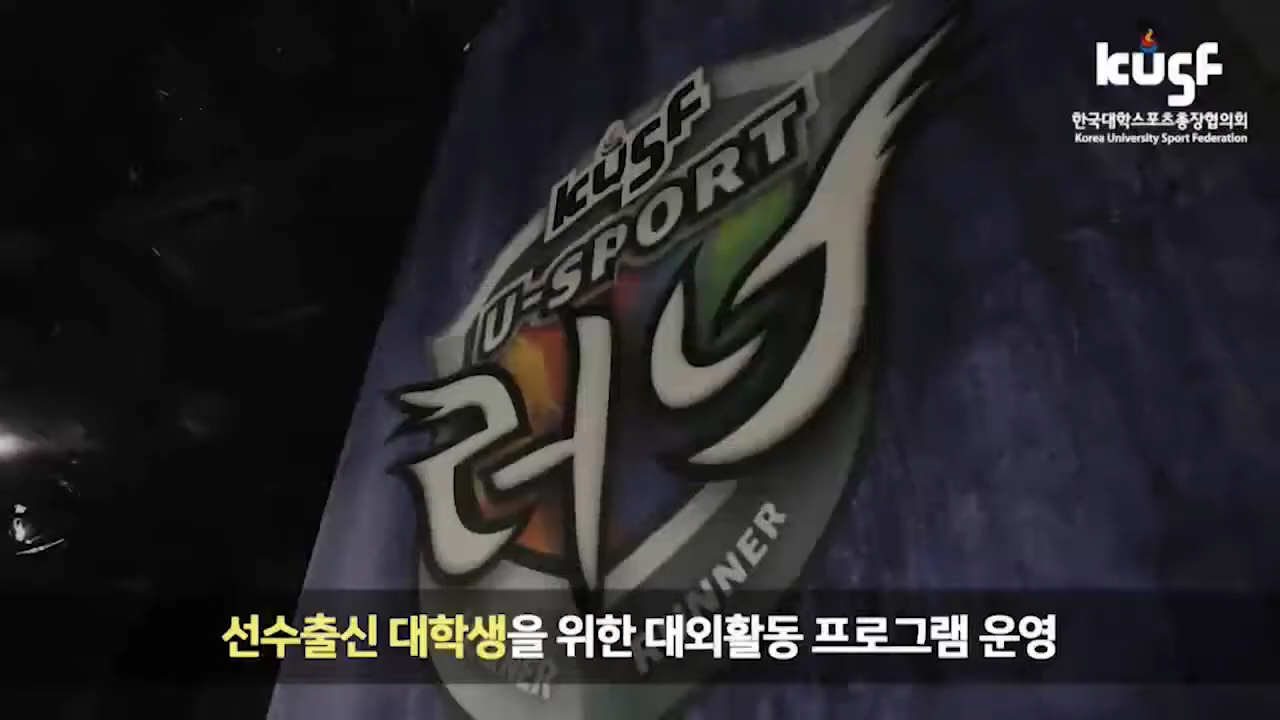 KUSF
한국대학스포츠총장협의회
Korea University Sport Federation
KUSF
U-SPORT
러너
선수출신 대학생을 위한 대외활동 프로그램 운영